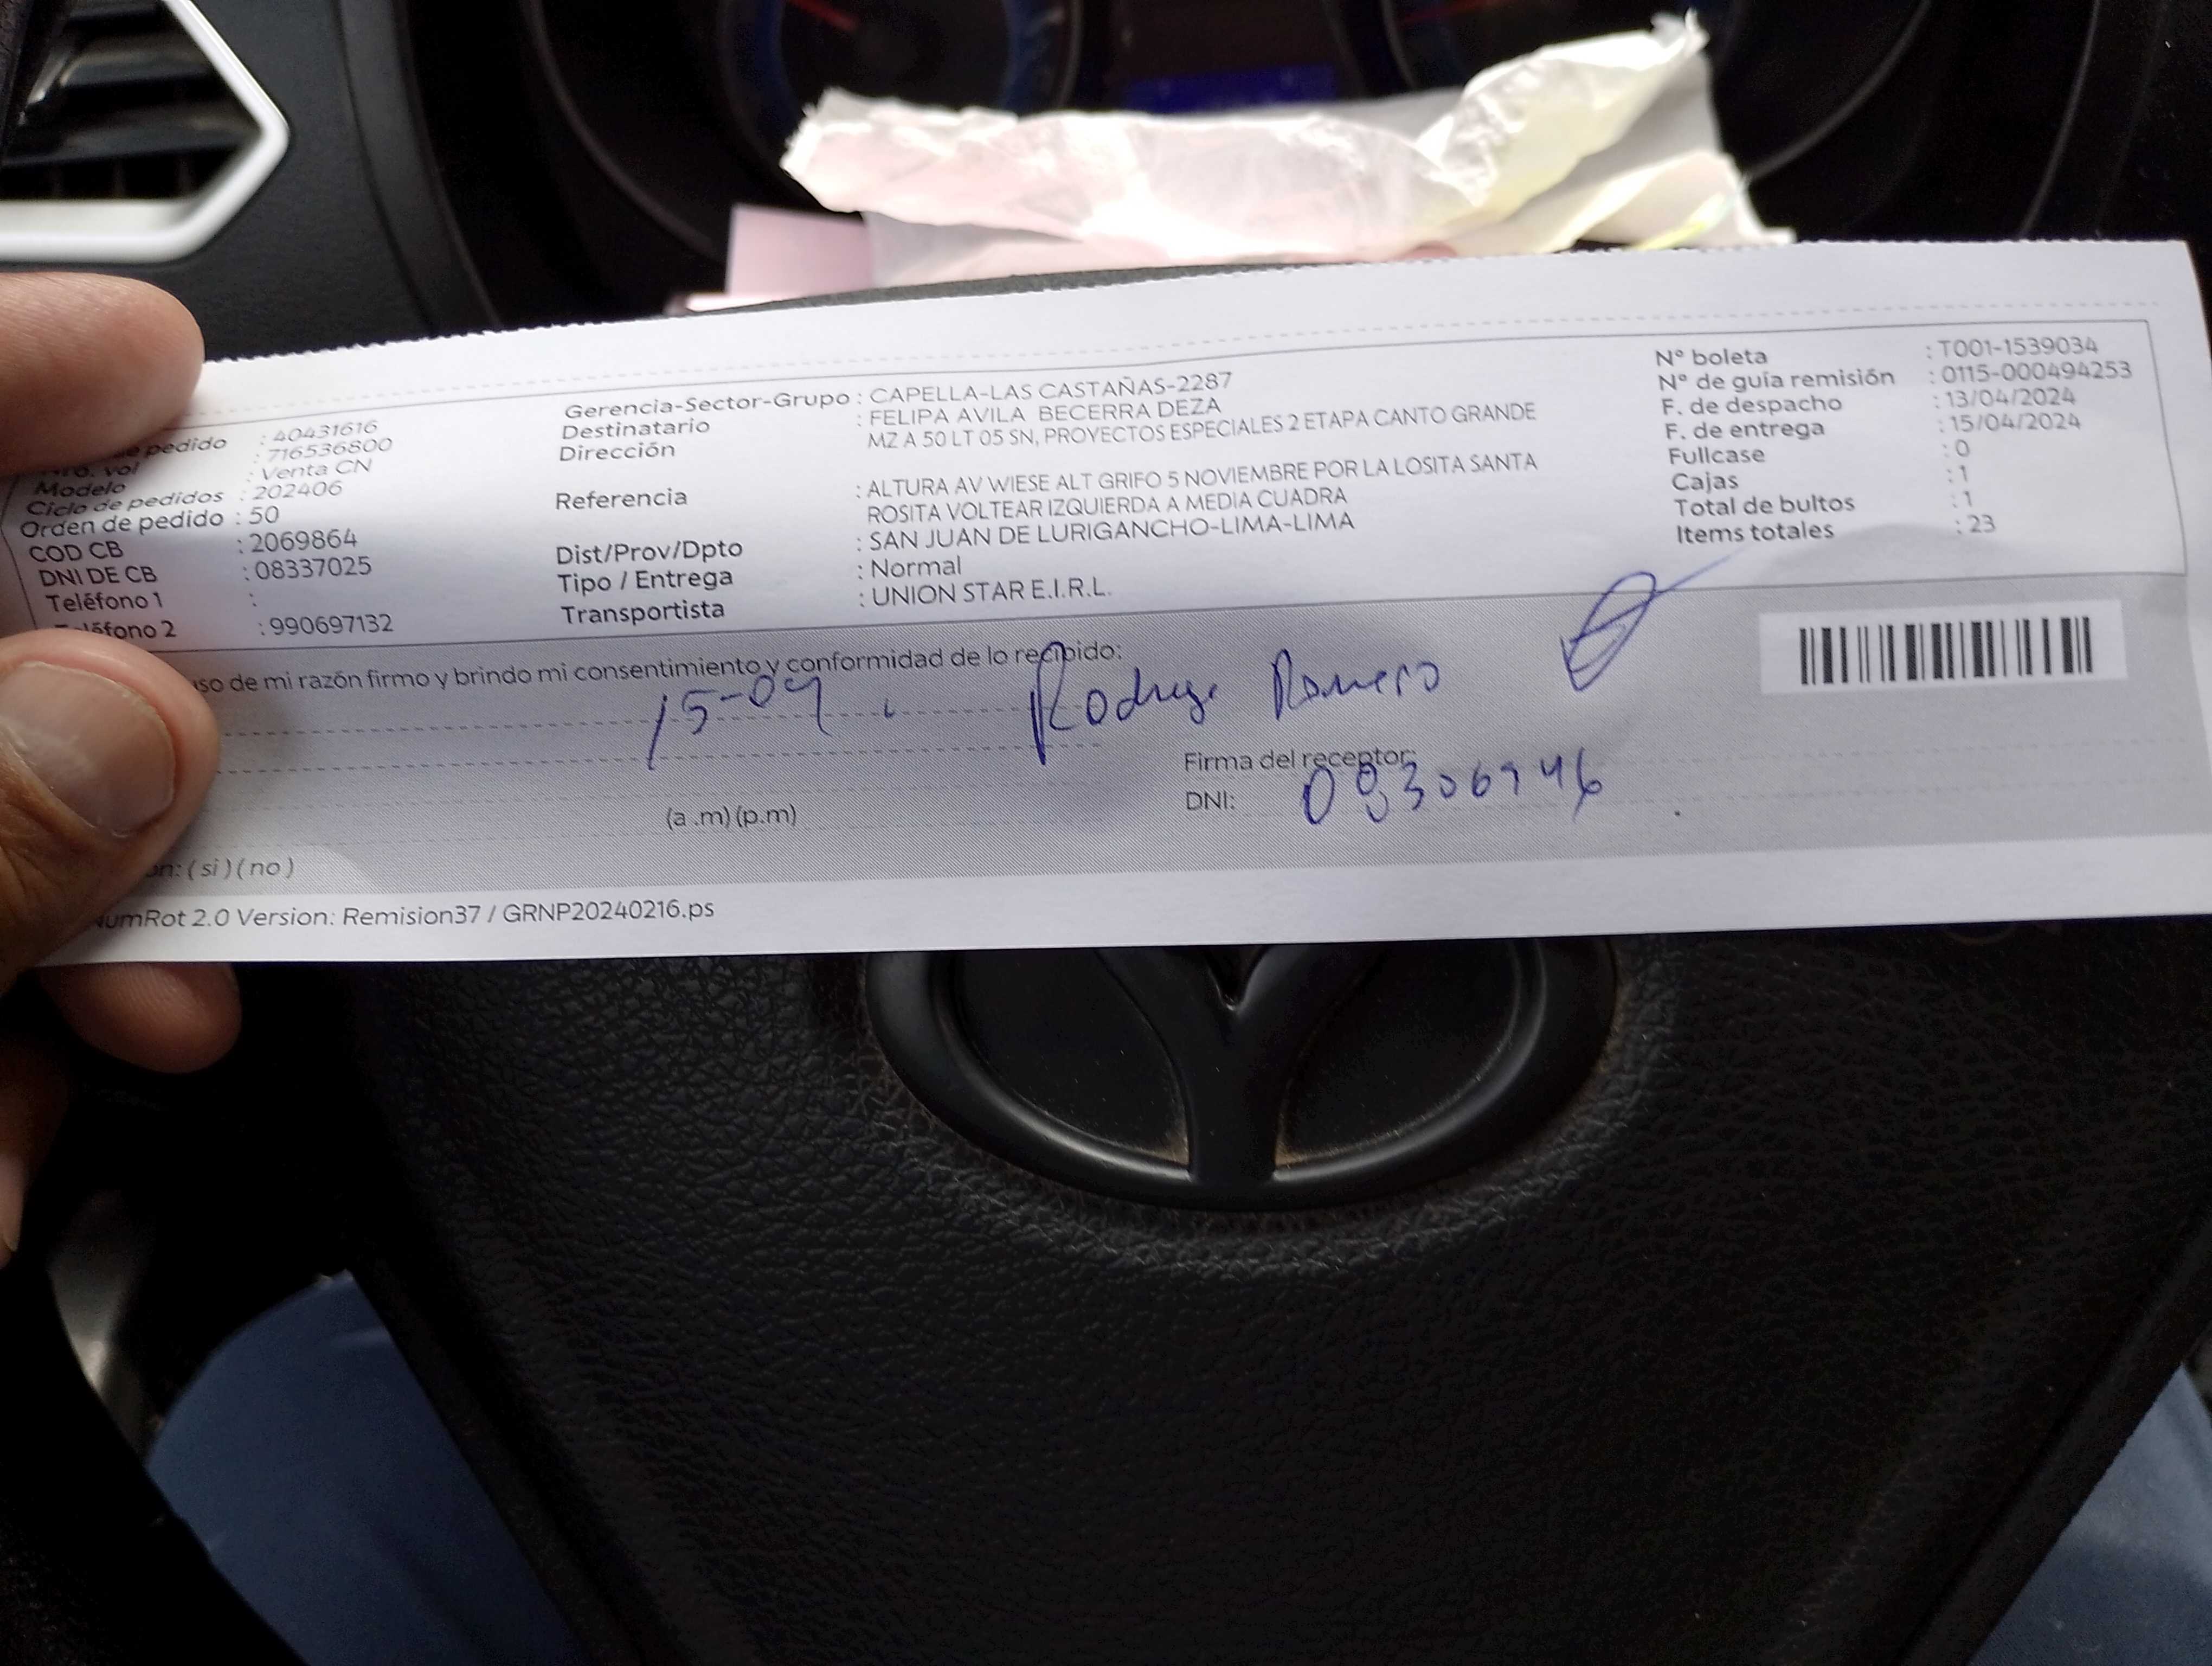 e pedido : 40431616
: 716536800
Modelo : Venta CN
Ciclo de pedidos : 202406
Orden de pedido : 50
COD CB : 2069864
DNI DE CB : 08337025
Teléfono 1 :
léfono 2 : 990697132
Gerencia-Sector-Grupo : CAPELLA-LAS CASTAÑAS-2287
Destinatario : FELIPA AVILA BECERRA DEZA
Dirección MZ A 50 LT 05 SN, PROYECTOS ESPECIALES 2 ETAPA CANTO GRANDE
Referencia : ALTURA AV WIESE ALT GRIFO 5 NOVIEMBRE POR LA LOSITA SANTA
ROSITA VOLTEAR IZQUIERDA A MEDIA CUADRA
Dist/Prov/Dpto : SAN JUAN DE LURIGANCHO-LIMA-LIMA
Tipo / Entrega : Normal
Transportista : UNION STAR E.I.R.L.
N° boleta : T001-1539034
N° de guía remisión : 0115-000494253
F. de despacho : 13/04/2024
F. de entrega : 15/04/2024
Fullcase : 0
Cajas : 1
Total de bultos : 1
Items totales : 23
uso de mi razón firmo y brindo mi consentimiento y conformidad de lo recibido:
15-04 Rodrigo Romero
Firma del receptor:
DNI: 08306946
(a .m) (p.m)
ón: ( si ) ( no )
NumRot 2.0 Version: Remision37 / GRNP20240216.ps